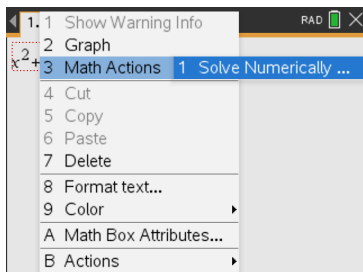 1.
RAD
1 Show Warning Info
2 Graph
x²+
3 Math Actions
1 Solve Numerically ...
4 Cut
5 Copy
6 Paste
7 Delete
8 Format text...
9 Color
A Math Box Attributes...
B Actions